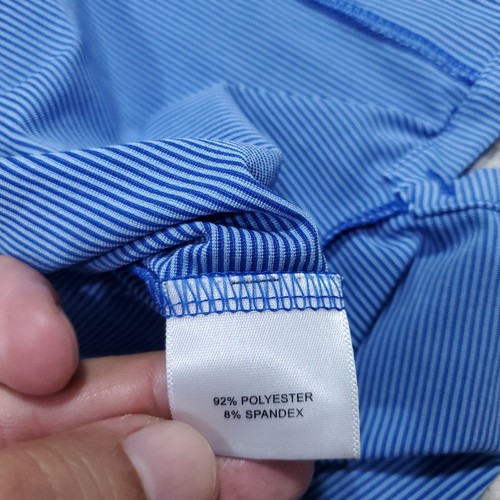 92% POLYESTER
8% SPANDEX